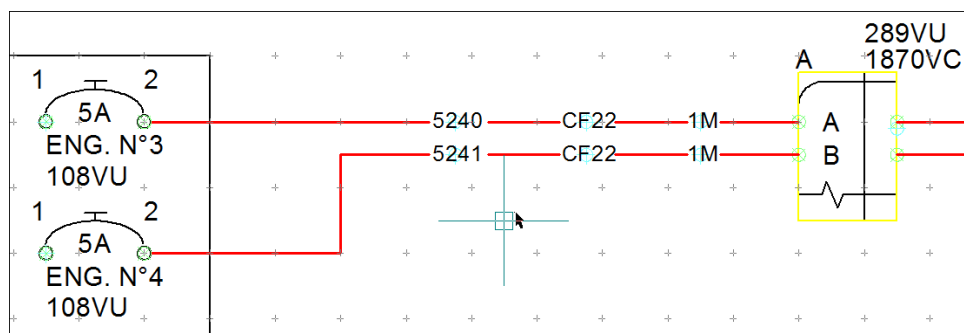 289VU
A 1870VC
1 2
5A
ENG. N°3
108VU
5240 CF22 1M A
5241 CF22 1M B
1 2
5A
ENG. N°4
108VU